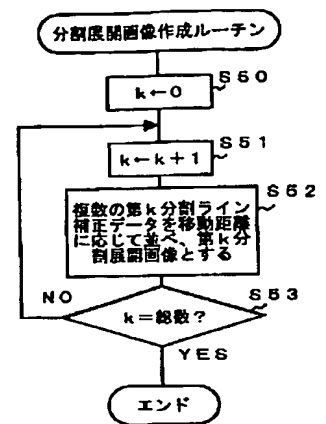 分割展開画像作成ルーチン
S50
k←0
S51
k←k+1
S52
複数の第k分割ライン
補正データを移動距離
に応じて並べ、第k分
割展開画像とする
S53
NO
k=総数?
YES
エンド